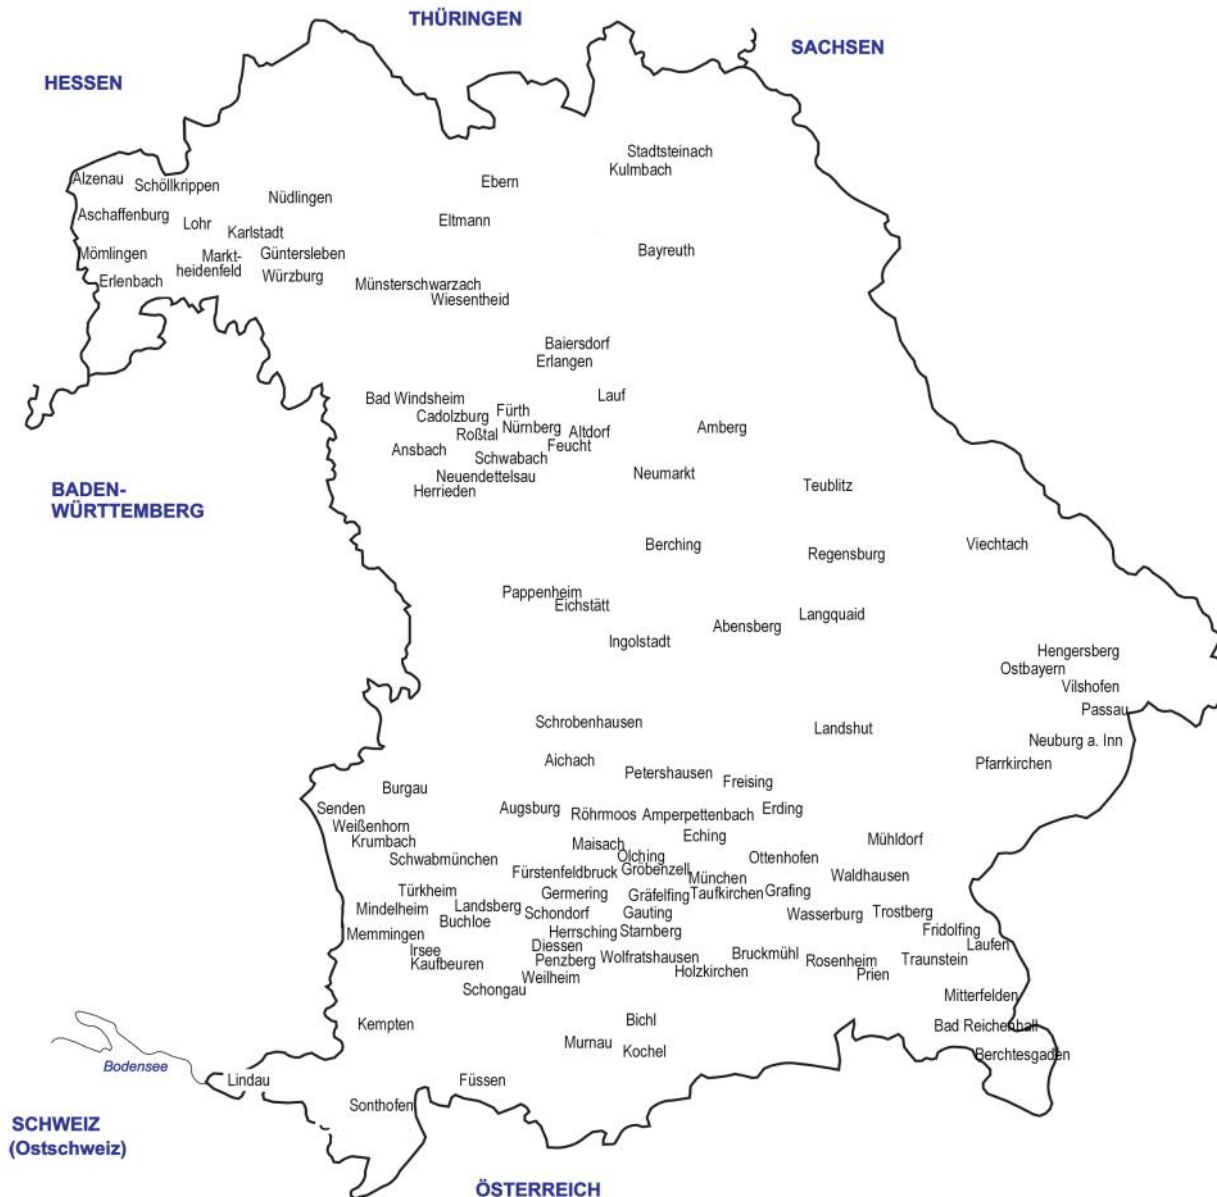 THÜRINGEN
SACHSEN
HESSEN
Stadtsteinach
Kulmbach
Alzenau
Schöllkrippen
Ebern
Nüdlingen
Aschaffenburg
Lohr
Eltmann
Karlstadt
Bayreuth
Mömlingen
Markt-
heidenfeld
Güntersleben
Erlenbach
Würzburg
Münsterschwarzach
Wiesentheid
Baiersdorf
Erlangen
Lauf
Bad Windsheim
Cadolzburg
Fürth
Nürnberg
Altdorf
Amberg
Roßtal
Feucht
Ansbach
Schwabach
Neuendettelsau
Neumarkt
Herrieden
Teublitz
BADEN-
WÜRTTEMBERG
Berching
Regensburg
Viechtach
Pappenheim
Eichstätt
Langquaid
Abensberg
Ingolstadt
Hengersberg
Ostbayern
Vilshofen
Passau
Schrobenhausen
Landshut
Neuburg a. Inn
Aichach
Pfarrkirchen
Petershausen
Freising
Burgau
Senden
Augsburg
Röhrmoos
Amperpettenbach
Erding
Weißenhorn
Krumbach
Maisach
Eching
Mühldorf
Schwabmünchen
Olching
Ottenhofen
Fürstenfeldbruck
Gröbenzell
München
Waldhausen
Türkheim
Germering
Gräfelfing
Taufkirchen
Grafing
Mindelheim
Landsberg
Schondorf
Gauting
Wasserburg
Trostberg
Buchloe
Memmingen
Herrsching
Starnberg
Fridolfing
Laufen
Irsee
Diessen
Kaufbeuren
Penzberg
Wolfratshausen
Bruckmühl
Rosenheim
Traunstein
Weilheim
Holzkirchen
Prien
Schongau
Mitterfelden
Kempten
Bichl
Bad Reichenhall
Murnau
Kochel
Berchtesgaden
Bodensee
Lindau
Füssen
Sonthofen
SCHWEIZ
(Ostschweiz)
ÖSTERREICH